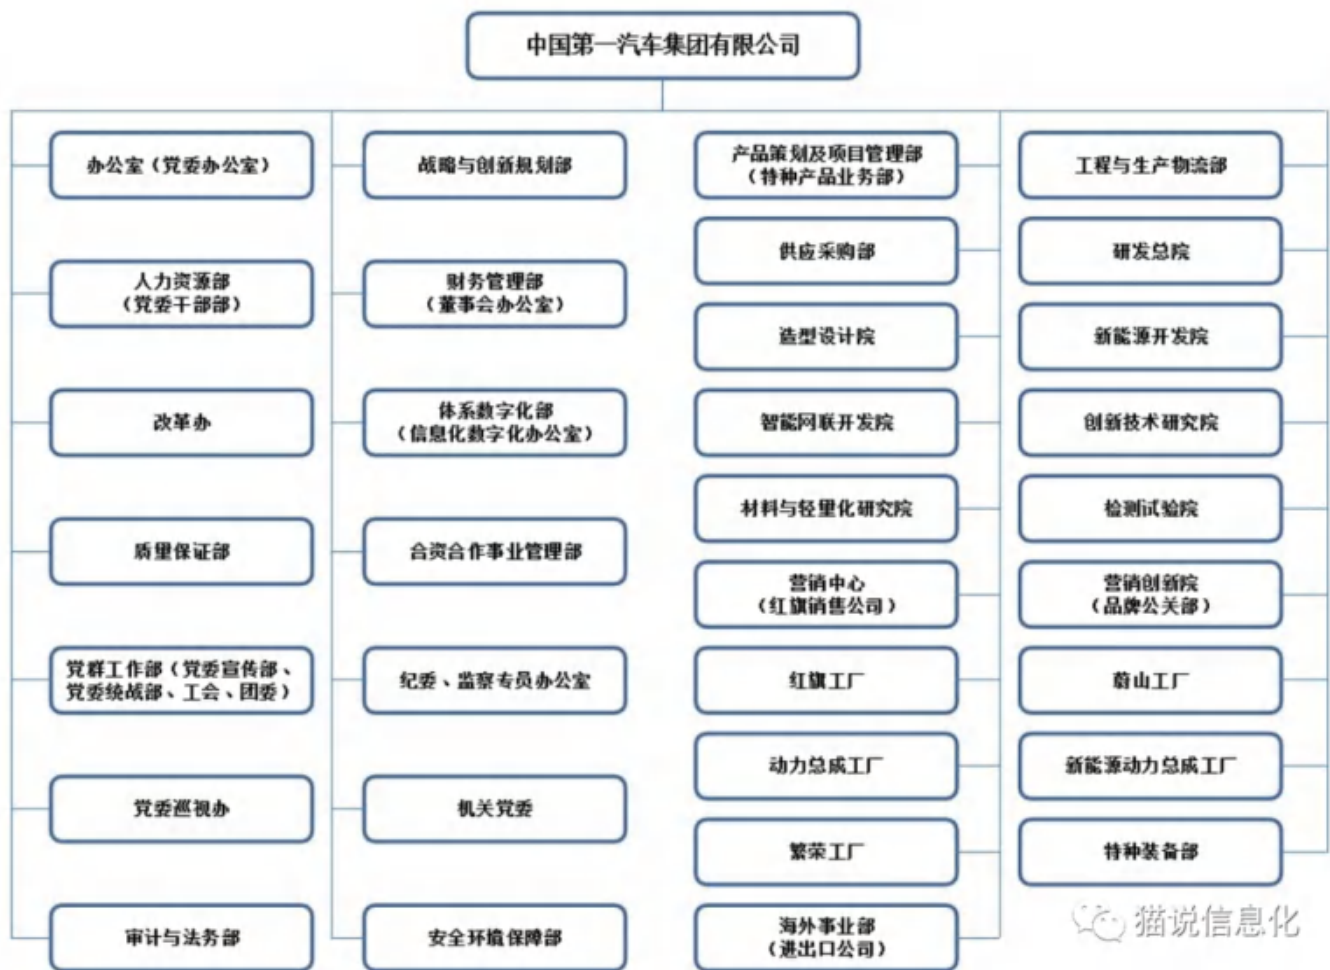 中国第一汽车集团有限公司
办公室（党委办公室）
战略与创新规划部
产品策划及项目管理部
（特种产品业务部）
工程与生产物流部
供应采购部
研发总院
人力资源部
（党委干部部）
财务管理部
（董事会办公室）
造型设计院
新能源开发院
改革办
体系数字化部
（信息化数字化办公室）
智能网联开发院
创新技术研究院
材料与轻量化研究院
检测试验院
质量保证部
合资合作事业管理部
营销中心
（红旗销售公司）
营销创新院
（品牌公关部）
党群工作部（党委宣传部、
党委统战部、工会、团委）
纪委、监察专员办公室
红旗工厂
蔚山工厂
动力总成工厂
新能源动力总成工厂
党委巡视办
机关党委
繁荣工厂
特种装备部
审计与法务部
安全环境保障部
海外事业部
（进出口公司）
猫说信息化